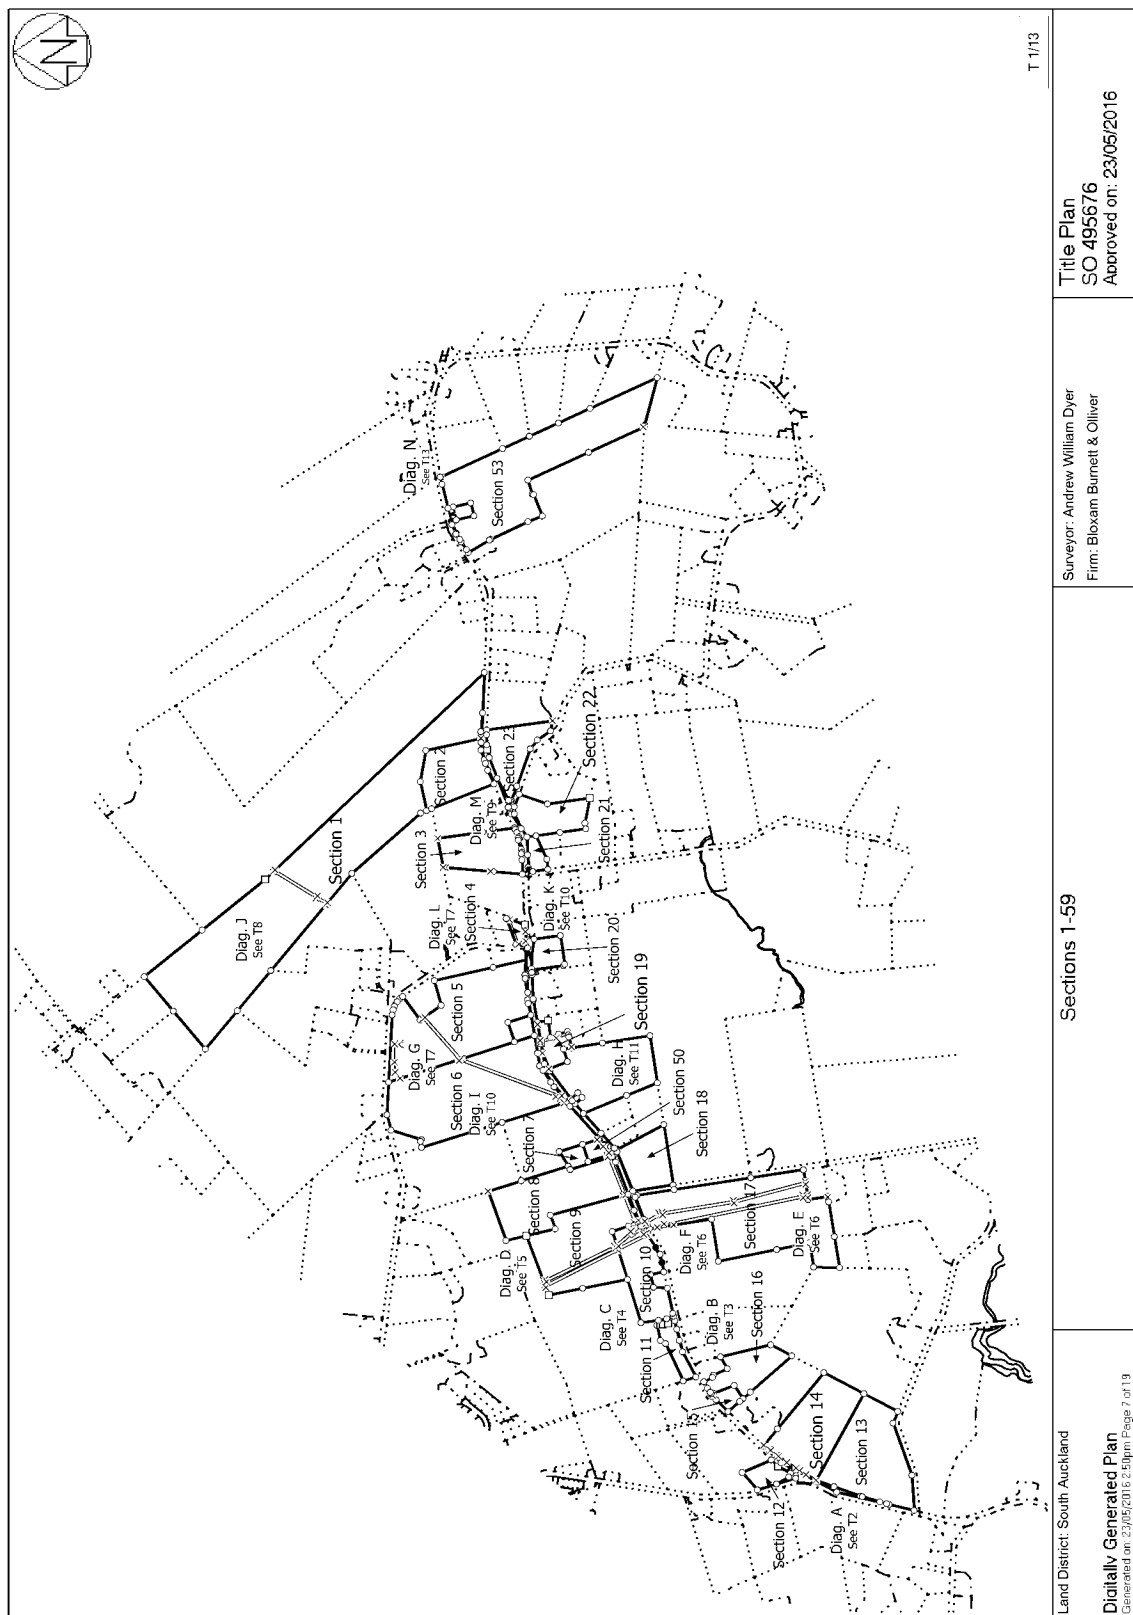 N
T 1/13
Diag. N
See T13
Section 53
Section 1
Diag. J
See T8
Section 2
Section 23
Section 22
Diag. M
See T9
Section 3
Section 21
Section 4
Diag. L
See T7
Diag. K
See T10
Section 20
Section 5
Section 19
Diag. G
See T7
Diag. H
See T11
Section 6
Diag. I
See T10
Section 50
Section 7
Section 18
Section 8
Section 9
Section 17
Diag. D
See T5
Diag. F
See T6
Diag. E
See T6
Section 10
Diag. C
See T4
Section 16
Diag. B
See T3
Section 11
Section 15
Section 14
Section 13
Section 12
Diag. A
See T2
Land District: South Auckland
Digitally Generated Plan
Generated on: 23/05/2016 2:50pm Page 7 of 19
Sections 1-59
Surveyor: Andrew William Dyer
Firm: Bloxam Burnett & Olliver
Title Plan
SO 495676
Approved on: 23/05/2016